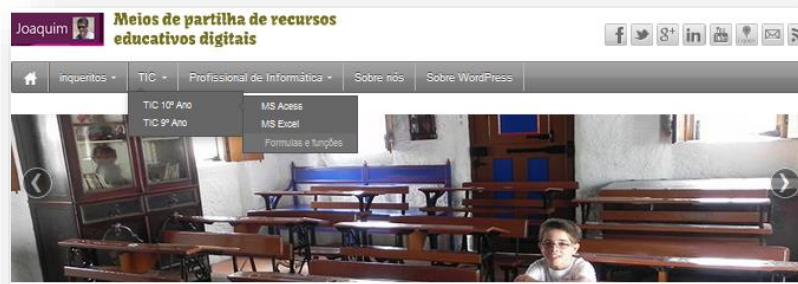 Joaquim
Meios de partilha de recursos
educativos digitais
inqueritos
TIC
Profissional de Informática
Sobre nós
Sobre WordPress
TIC 10º Ano
MS Acess
TIC 9º Ano
MS Excel
Formulas e funções